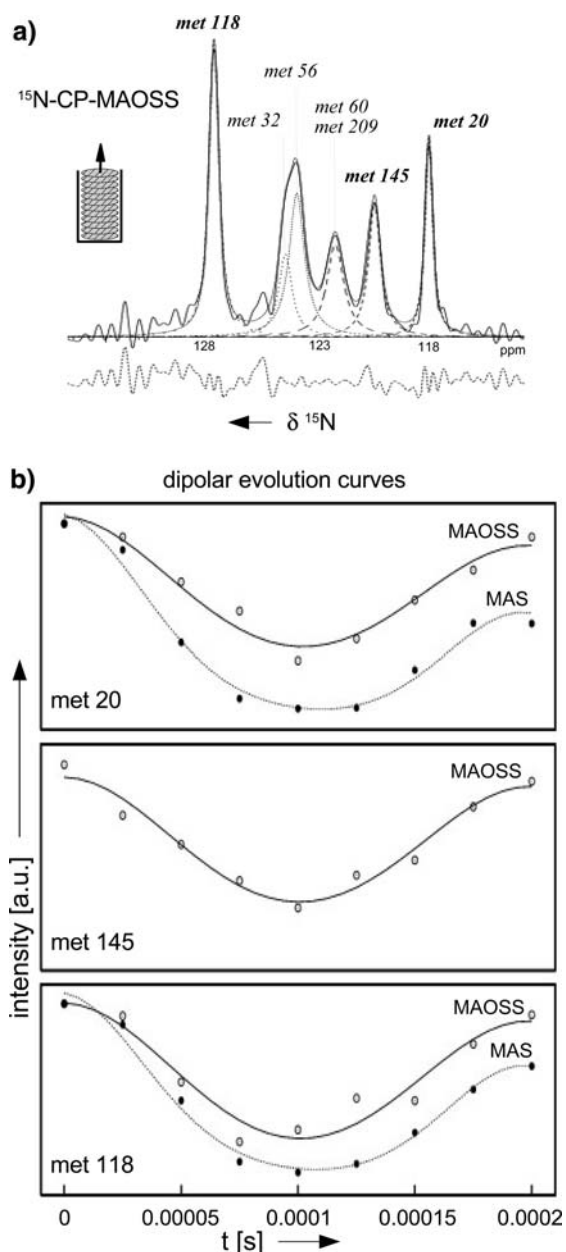 a)
met 118
¹⁵N-CP-MAOSS
met 56
met 32
met 60
met 209
met 20
met 145
128
123
118
ppm
δ ¹⁵N
b)
dipolar evolution curves
MAOSS
MAS
met 20
MAOSS
met 145
MAOSS
MAS
met 118
intensity [a.u.]
0
0.00005
0.0001
0.00015
0.0002
t [s]